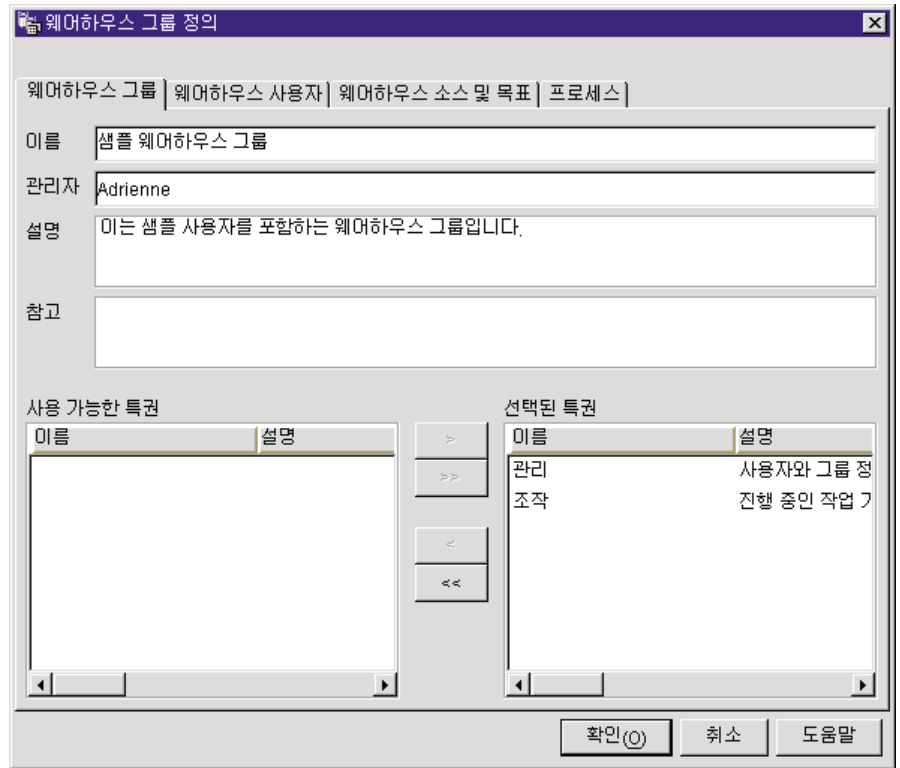 웨어하우스 그룹 정의
웨어하우스 그룹 웨어하우스 사용자 웨어하우스 소스 및 목표 프로세스
이름 샘플 웨어하우스 그룹
관리자 Adrienne
설명 이는 샘플 사용자를 포함하는 웨어하우스 그룹입니다.
참고
사용 가능한 특권 선택된 특권
이름 설명 > 이름 설명
>> 관리 사용자와 그룹 정
조작 진행 중인 작업
<
<<
확인(O) 취소 도움말